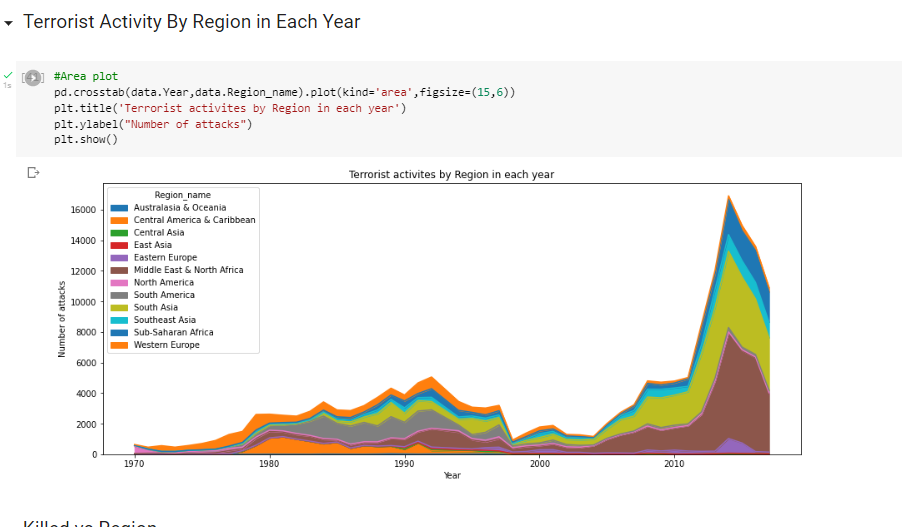 Terrorist Activity By Region in Each Year
1s
#Area plot
pd.crosstab(data.Year,data.Region_name).plot(kind='area',figsize=(15,6))
plt.title('Terrorist activites by Region in each year')
plt.ylabel("Number of attacks")
plt.show()
Terrorist activites by Region in each year
Region_name
Australasia & Oceania
Central America & Caribbean
Central Asia
East Asia
Eastern Europe
Middle East & North Africa
North America
South America
South Asia
Southeast Asia
Sub-Saharan Africa
Western Europe
Number of attacks
16000
14000
12000
10000
8000
6000
4000
2000
0
1970
1980
1990
2000
2010
Year
Killed vs Region